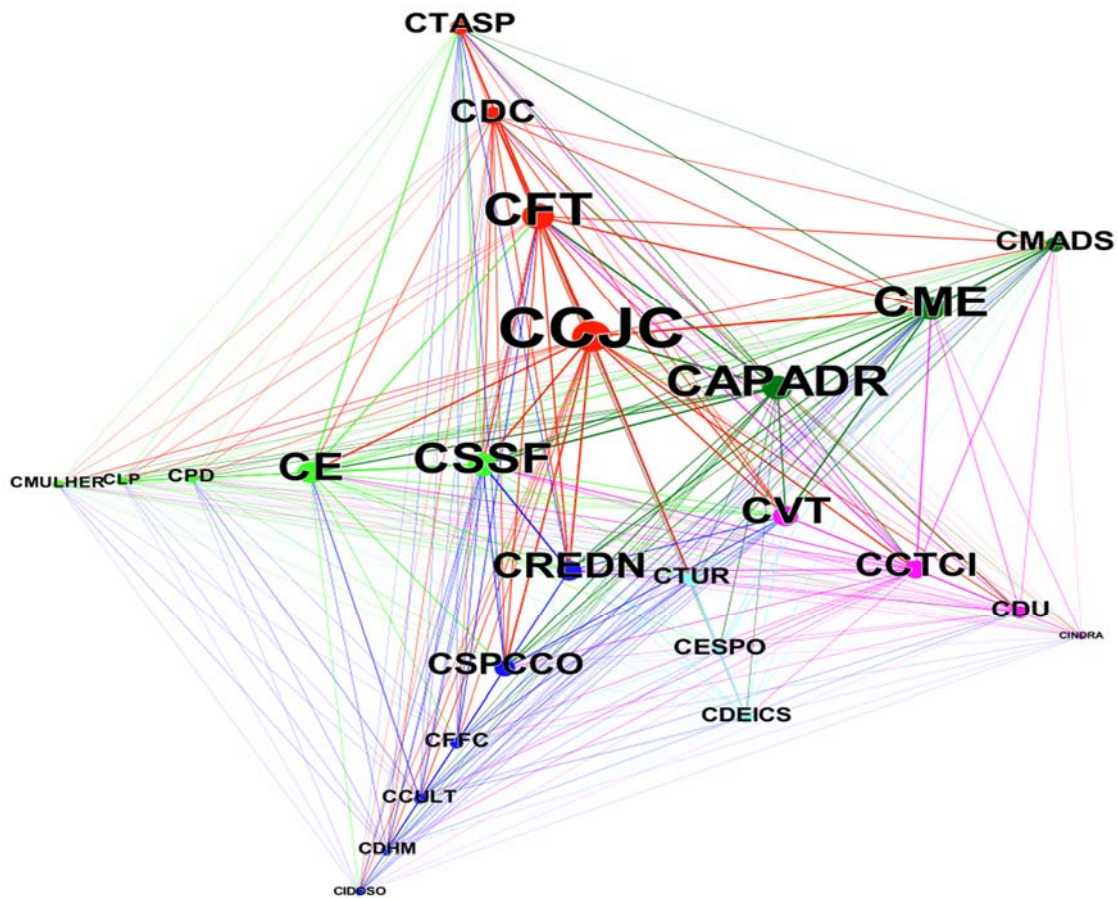 CTASP
CDC
CFT
CMADS
CME
CCJC
CAPADR
CSSF
CE
CPD
CLP
CMULHER
CVT
CREDN
CTUR
CCTCI
CDU
CINDRA
CESPO
CSPCCO
CDEICS
CFFC
CCULT
CDHM
CIDOSO